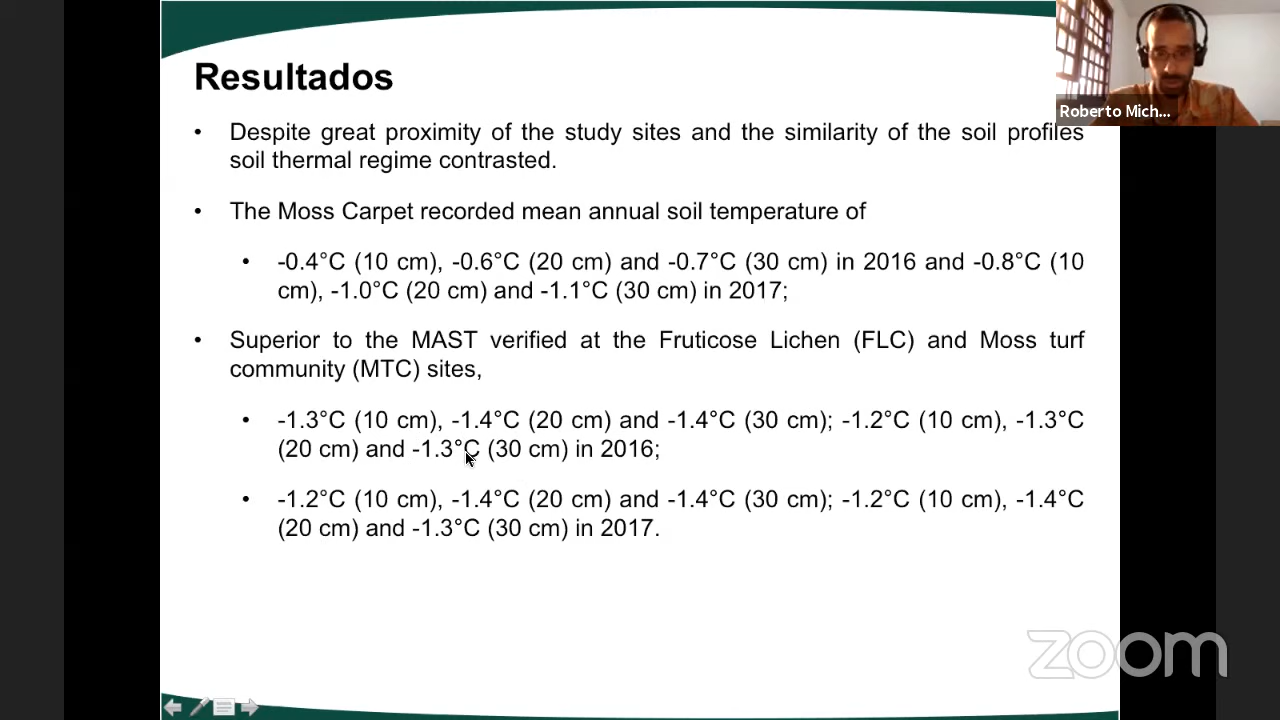 Resultados
Roberto Mich...
• Despite great proximity of the study sites and the similarity of the soil profiles
soil thermal regime contrasted.
• The Moss Carpet recorded mean annual soil temperature of
• -0.4°C (10 cm), -0.6°C (20 cm) and -0.7°C (30 cm) in 2016 and -0.8°C (10
cm), -1.0°C (20 cm) and -1.1°C (30 cm) in 2017;
• Superior to the MAST verified at the Fruticose Lichen (FLC) and Moss turf
community (MTC) sites,
• -1.3°C (10 cm), -1.4°C (20 cm) and -1.4°C (30 cm); -1.2°C (10 cm), -1.3°C
(20 cm) and -1.3°C (30 cm) in 2016;
• -1.2°C (10 cm), -1.4°C (20 cm) and -1.4°C (30 cm); -1.2°C (10 cm), -1.4°C
(20 cm) and -1.3°C (30 cm) in 2017.
zoom